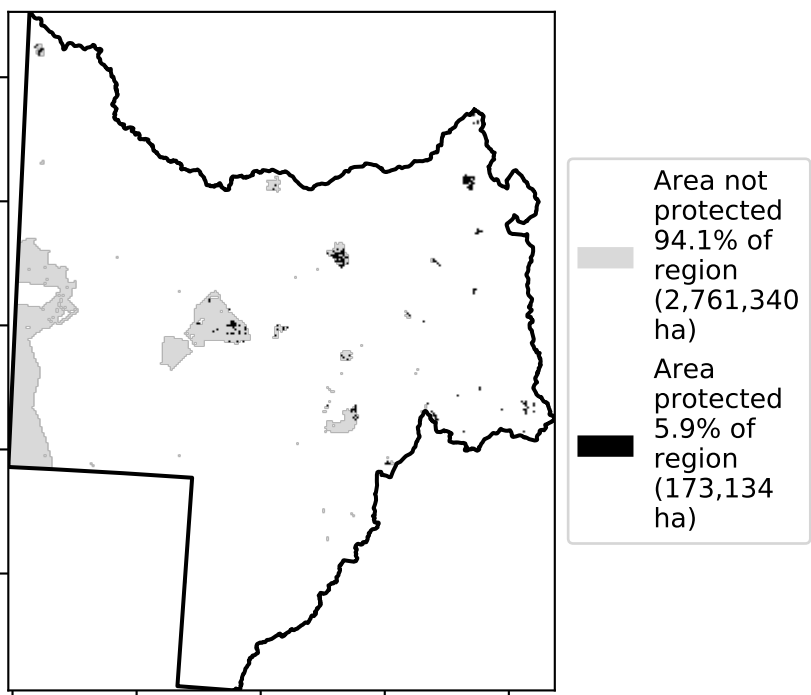 Area not
protected
94.1% of
region
(2,761,340
ha)
Area
protected
5.9% of
region
(173,134
ha)